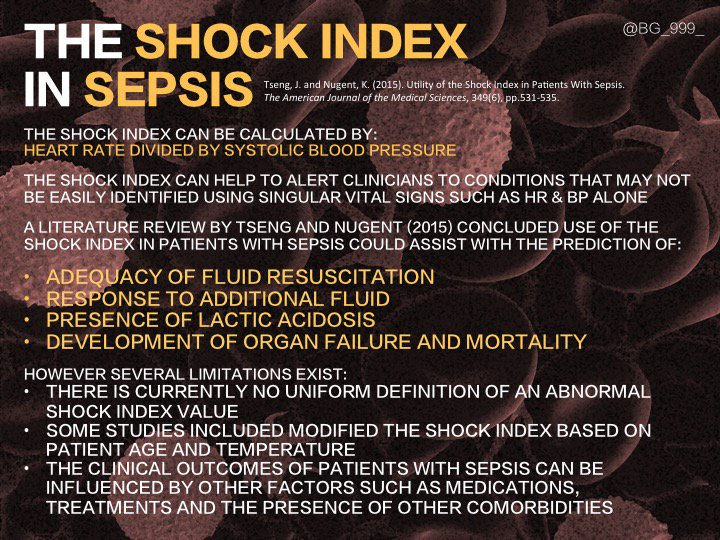 @BG_999_
THE SHOCK INDEX
IN SEPSIS
Tseng, J. and Nugent, K. (2015). Utility of the Shock Index in Patients With Sepsis.
The American Journal of the Medical Sciences, 349(6), pp.531-535.
THE SHOCK INDEX CAN BE CALCULATED BY:
HEART RATE DIVIDED BY SYSTOLIC BLOOD PRESSURE
THE SHOCK INDEX CAN HELP TO ALERT CLINICIANS TO CONDITIONS THAT MAY NOT
BE EASILY IDENTIFIED USING SINGULAR VITAL SIGNS SUCH AS HR & BP ALONE
A LITERATURE REVIEW BY TSENG AND NUGENT (2015) CONCLUDED USE OF THE
SHOCK INDEX IN PATIENTS WITH SEPSIS COULD ASSIST WITH THE PREDICTION OF:
• ADEQUACY OF FLUID RESUSCITATION
• RESPONSE TO ADDITIONAL FLUID
• PRESENCE OF LACTIC ACIDOSIS
• DEVELOPMENT OF ORGAN FAILURE AND MORTALITY
HOWEVER SEVERAL LIMITATIONS EXIST:
• THERE IS CURRENTLY NO UNIFORM DEFINITION OF AN ABNORMAL
SHOCK INDEX VALUE
• SOME STUDIES INCLUDED MODIFIED THE SHOCK INDEX BASED ON
PATIENT AGE AND TEMPERATURE
• THE CLINICAL OUTCOMES OF PATIENTS WITH SEPSIS CAN BE
INFLUENCED BY OTHER FACTORS SUCH AS MEDICATIONS,
TREATMENTS AND THE PRESENCE OF OTHER COMORBIDITIES